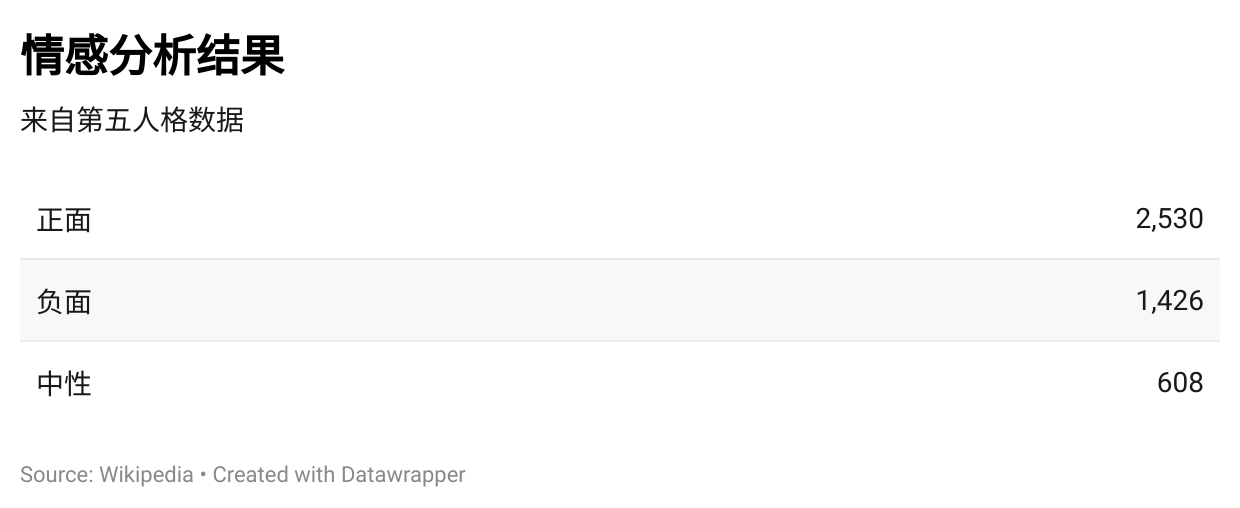 情感分析结果
来自第五人格数据
正面 2,530
负面 1,426
中性 608
Source: Wikipedia • Created with Datawrapper